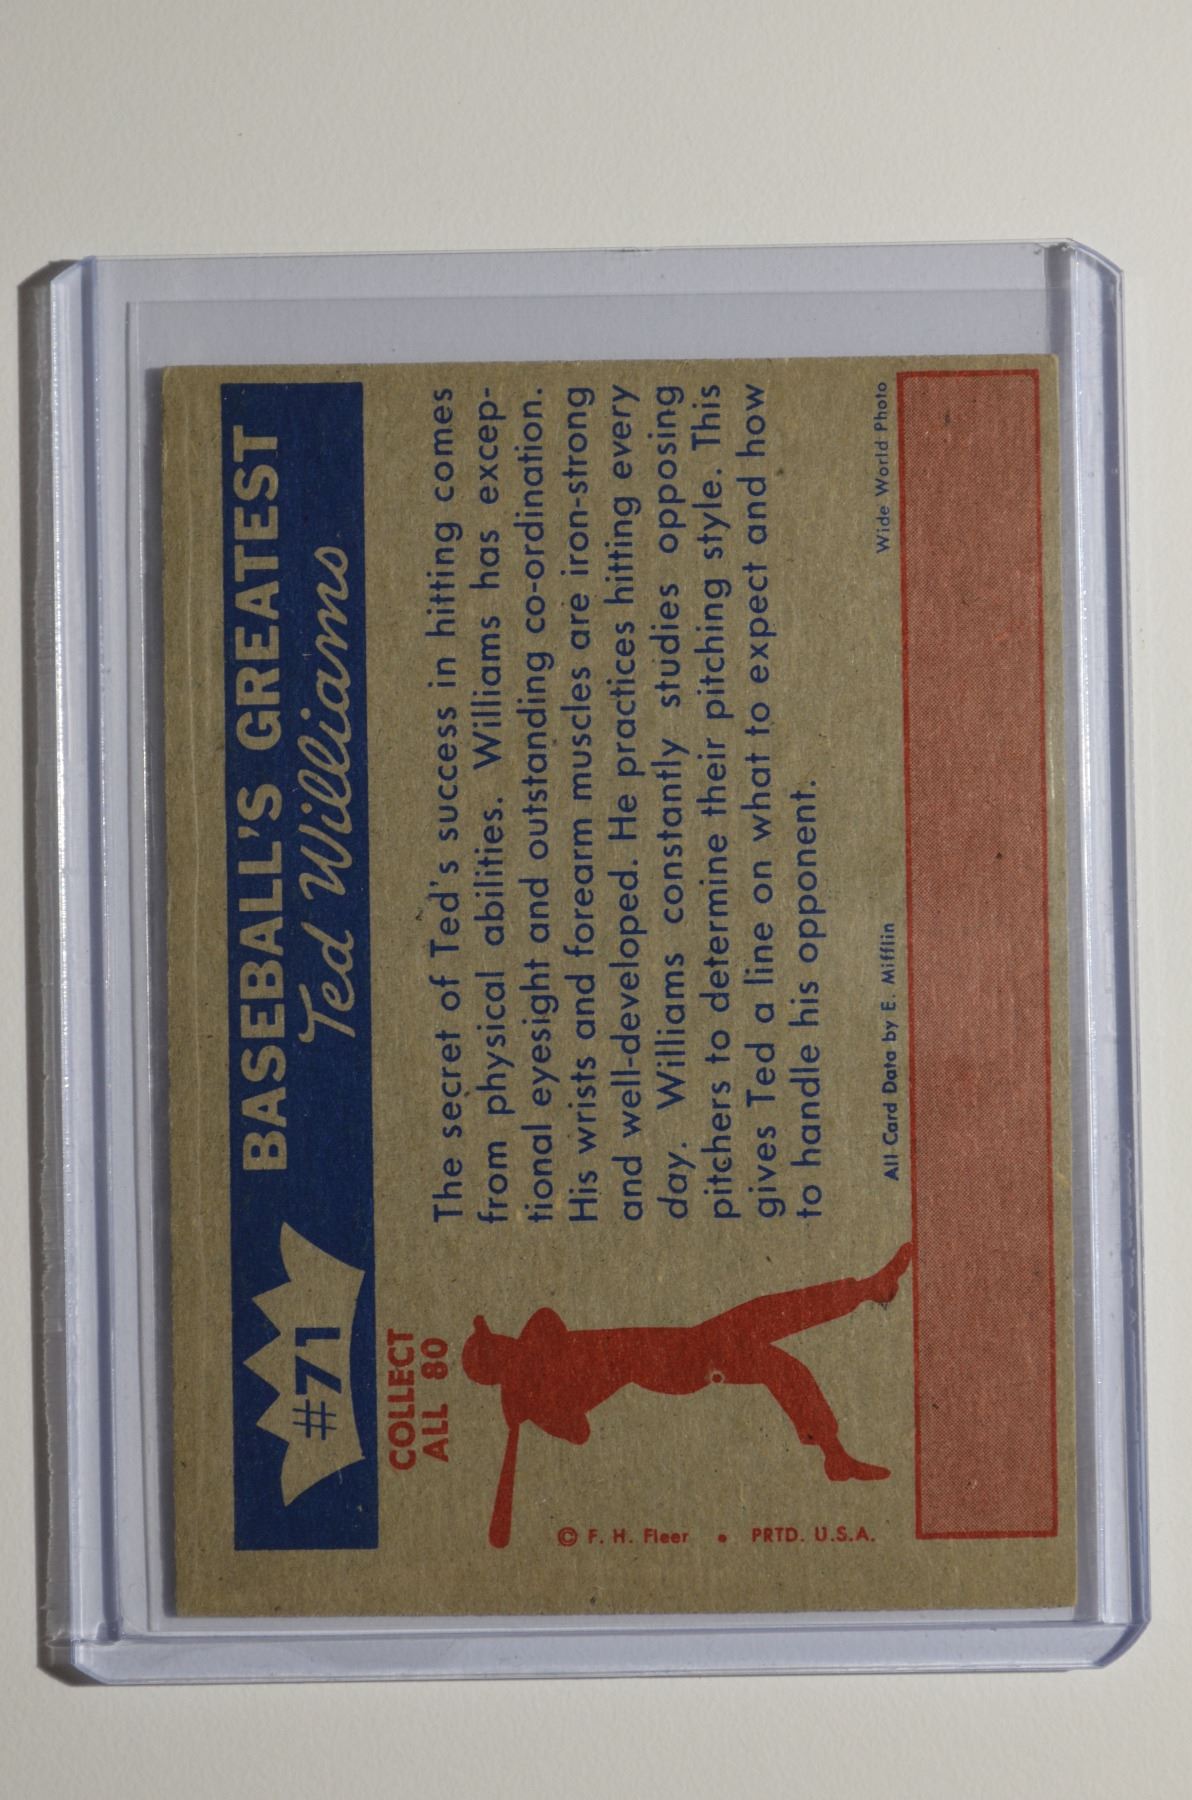 #71
BASEBALL'S GREATEST
Ted Williams
COLLECT
ALL 80
The secret of Ted's success in hitting comes
from physical abilities. Williams has excep-
tional eyesight and outstanding co-ordination.
His wrists and forearm muscles are iron-strong
and well-developed. He practices hitting every
day. Williams constantly studies opposing
pitchers to determine their pitching style. This
gives Ted a line on what to expect and how
to handle his opponent.
All Card Data by E. Mifflin
Wide World Photo
© F. H. Fleer • PRTD. U.S.A.